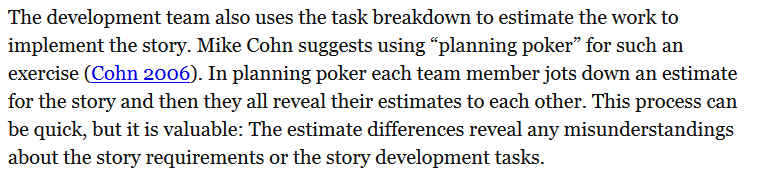 The development team also uses the task breakdown to estimate the work to
implement the story. Mike Cohn suggests using “planning poker” for such an
exercise (Cohn 2006). In planning poker each team member jots down an estimate
for the story and then they all reveal their estimates to each other. This process can
be quick, but it is valuable: The estimate differences reveal any misunderstandings
about the story requirements or the story development tasks.